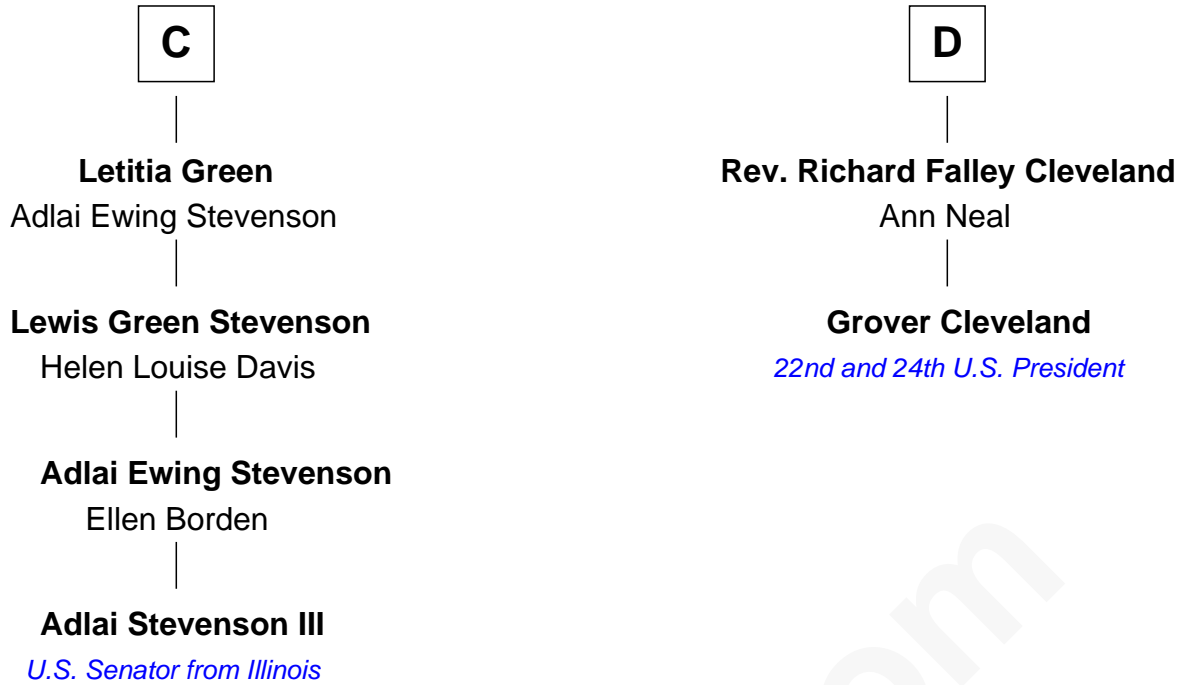 C
Letitia Green
Adlai Ewing Stevenson
Lewis Green Stevenson
Helen Louise Davis
Adlai Ewing Stevenson
Ellen Borden
Adlai Stevenson III
U.S. Senator from Illinois
D
Rev. Richard Falley Cleveland
Ann Neal
Grover Cleveland
22nd and 24th U.S. President
om